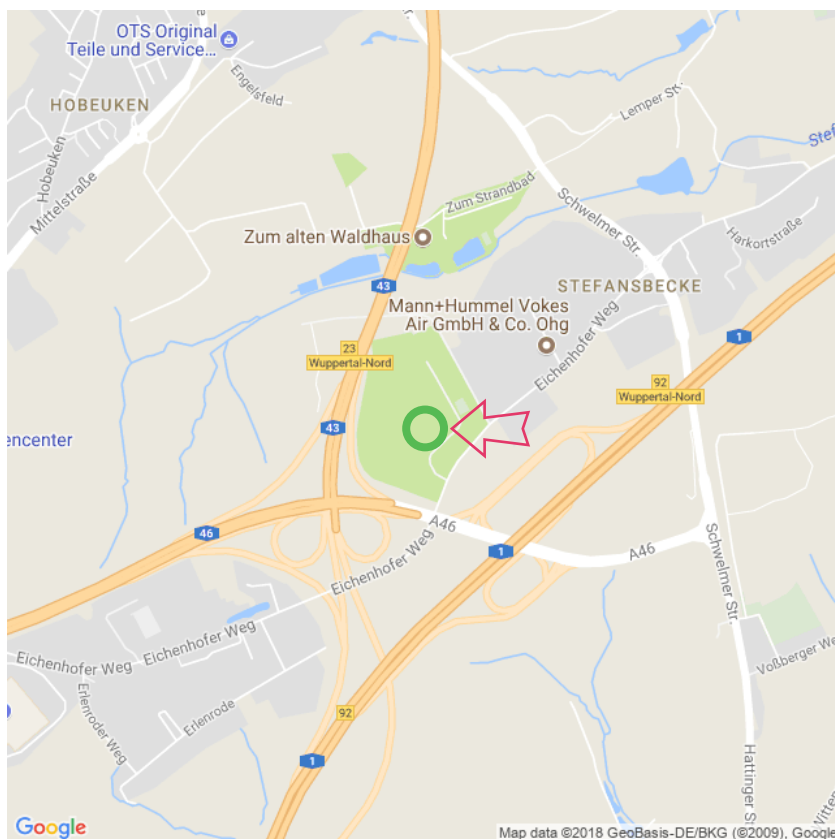 OTS Original
Teile und Service...
Str.
Engelsfeld
HOBEUKEN
Lemper Str.
Hobeuken
Mittelstraße
Zum Strandbad
Schwelmer Str.
Zum alten Waldhaus
Harkortstraße
43
STEFANSBECKE
Mann+Hummel Vokes
Air GmbH & Co. Ohg
Eichenhofer Weg
1
23
Wuppertal-Nord
92
Wuppertal-Nord
43
encenter
46
A46
1
A46
Schwelmer Str.
Eichenhofer Weg
Eichenhofer Weg
Eichenhofer Weg
Voßberger We
Erlenroder Weg
Erlenrode
92
1
Hattinger Str.
Witten
Google
Map data ©2018 GeoBasis-DE/BKG (©2009), Google